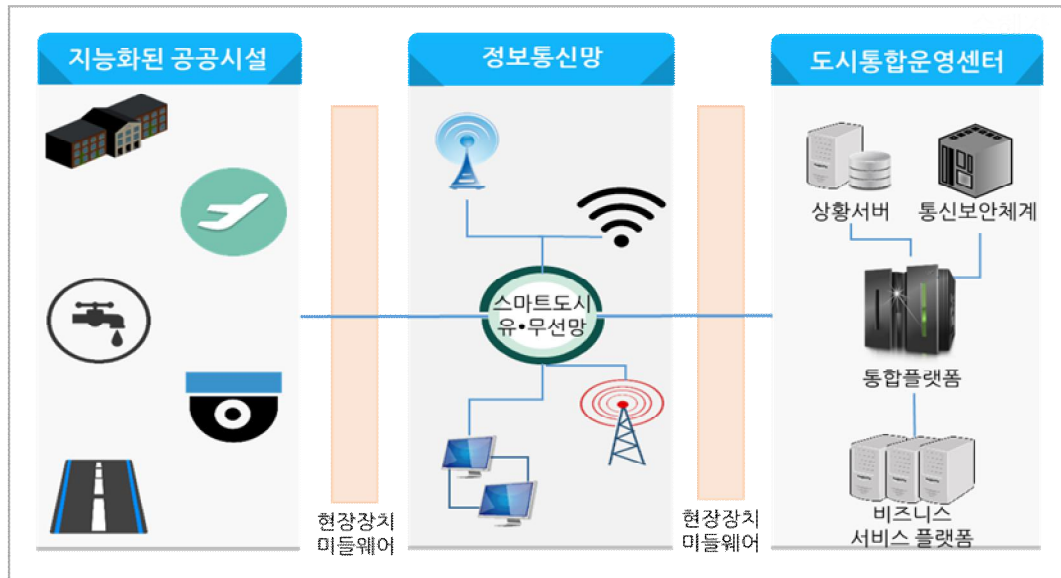 지능화된 공공시설
정보통신망
도시통합운영센터
상황서버
통신보안체계
스마트도시
유•무선망
통합플랫폼
현장장치
미들웨어
현장장치
미들웨어
비즈니스
서비스 플랫폼